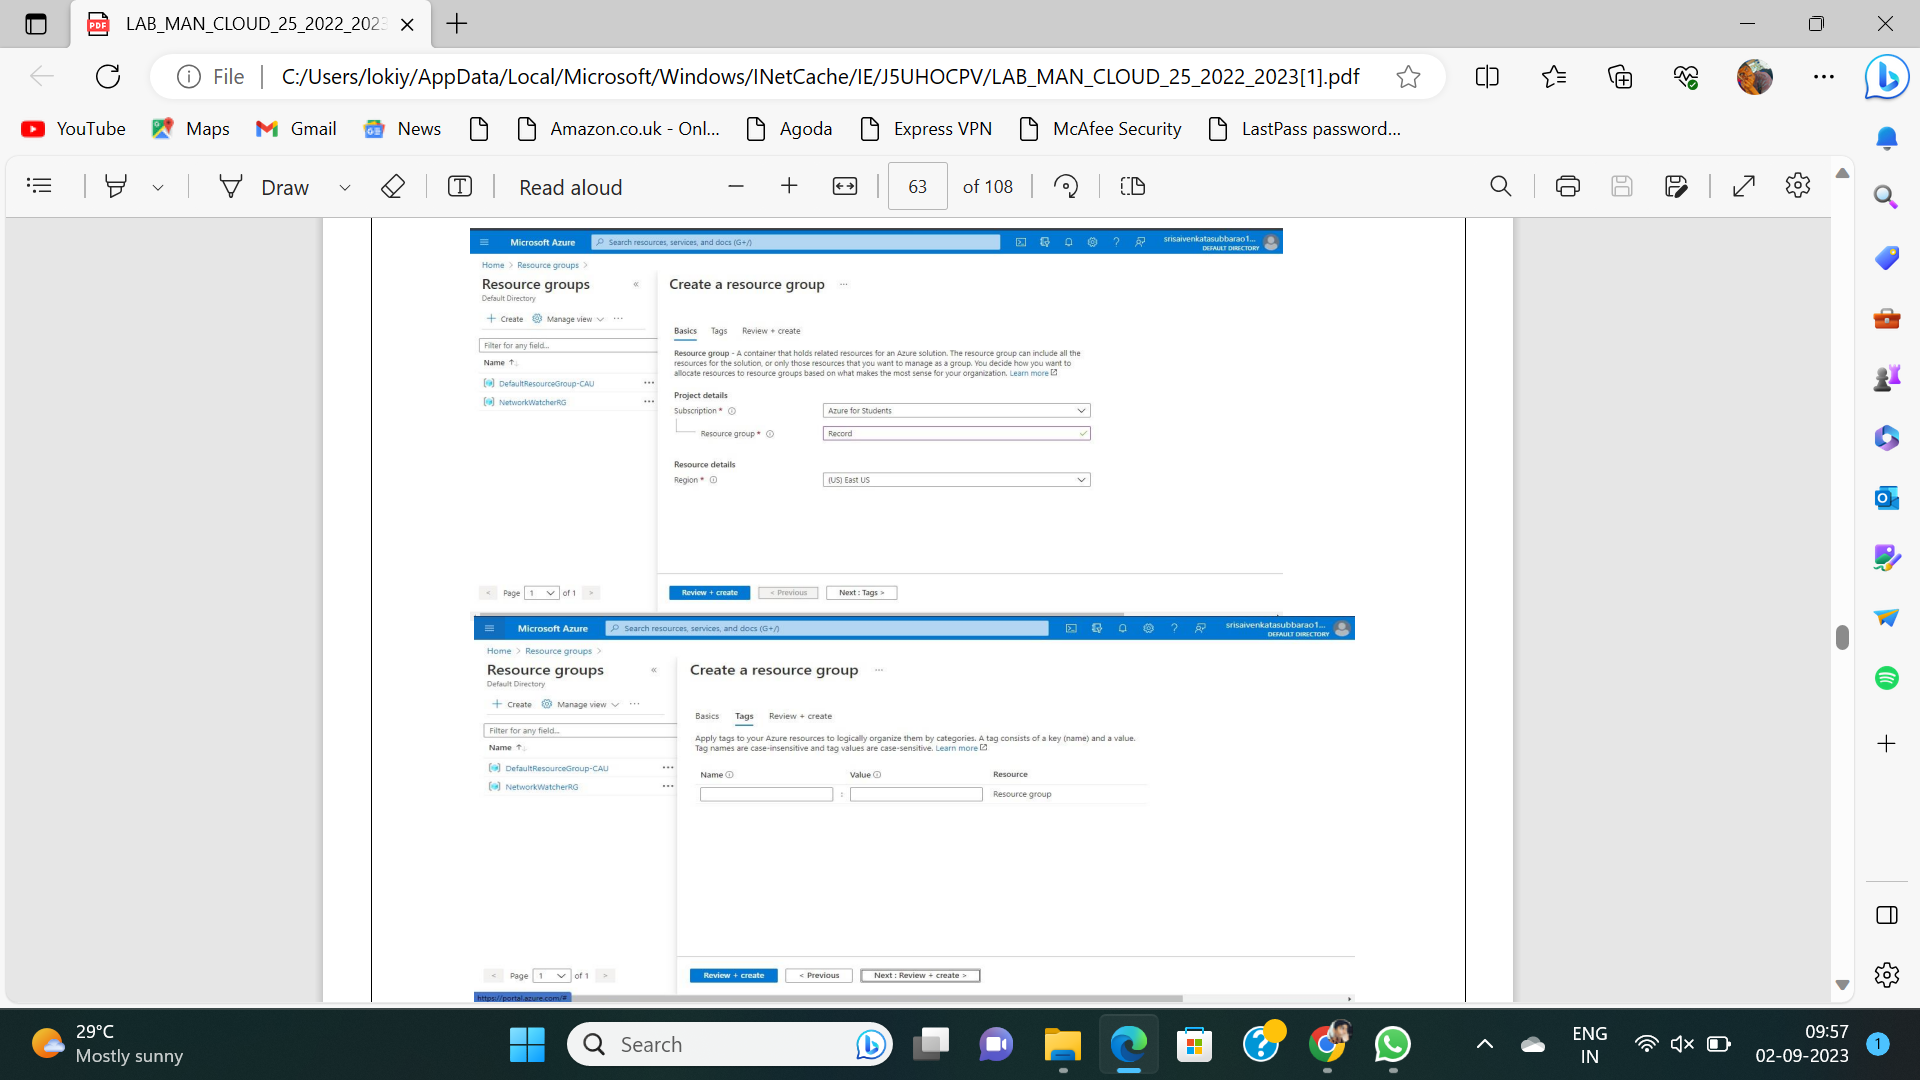 LAB_MAN_CLOUD_25_2022_2023
File
C:/Users/lokiy/AppData/Local/Microsoft/Windows/INetCache/IE/J5UHOCPV/LAB_MAN_CLOUD_25_2022_2023[1].pdf
YouTube Maps Gmail News Amazon.co.uk - Onl... Agoda Express VPN McAfee Security LastPass password...
Draw Read aloud 63 of 108
Microsoft Azure Search resources, services, and docs (G+/) srisaivenkatasubbarao1...
DEFAULT DIRECTORY
Home > Resource groups >
Resource groups «
Default Directory
Create a resource group ...
+ Create Manage view ...
Filter for any field...
Name ↑
DefaultResourceGroup-CAU ...
NetworkWatcherRG ...
Basics Tags Review + create
Resource group - A container that holds related resources for an Azure solution. The resource group can include all the
resources for the solution, or only those resources that you want to manage as a group. You decide how you want to
allocate resources to resource groups based on what makes the most sense for your organization. Learn more
Project details
Subscription * Azure for Students
Resource group * Record
Resource details
Region * (US) East US
< Page 1 of 1 >
Review + create < Previous Next : Tags >
Microsoft Azure Search resources, services, and docs (G+/) srisaivenkatasubbarao1...
DEFAULT DIRECTORY
Home > Resource groups >
Resource groups «
Default Directory
Create a resource group ...
+ Create Manage view ...
Filter for any field...
Name ↑
DefaultResourceGroup-CAU ...
NetworkWatcherRG ...
Basics Tags Review + create
Apply tags to your Azure resources to logically organize them by categories. A tag consists of a key (name) and a value.
Tag names are case-insensitive and tag values are case-sensitive. Learn more
Name Value Resource
: Resource group
< Page 1 of 1 >
Review + create < Previous Next : Review + create >
https://portal.azure.com/#
29°C
Mostly sunny
Search
ENG
IN
09:57
02-09-2023
1